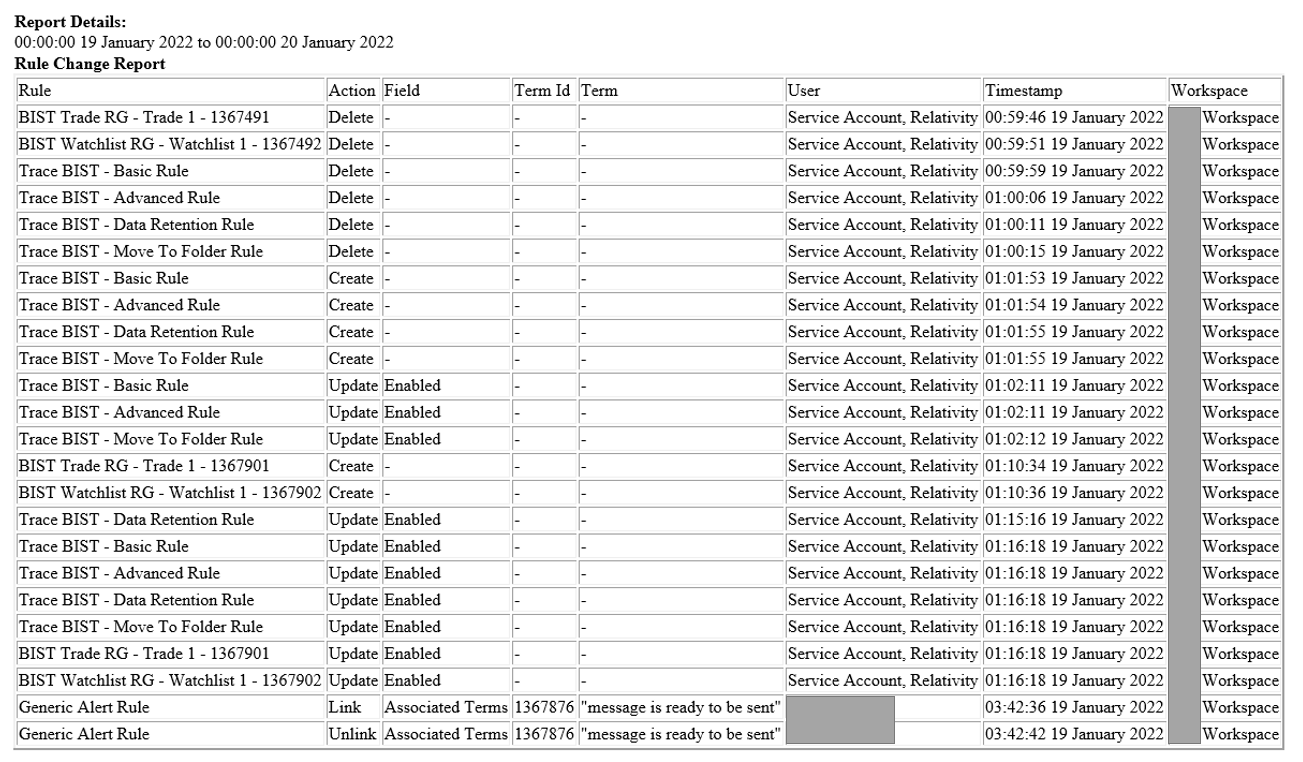 Report Details:
00:00:00 19 January 2022 to 00:00:00 20 January 2022
Rule Change Report
Rule Action Field Term Id Term User Timestamp Workspace
BIST Trade RG - Trade 1 - 1367491 Delete - - - Service Account, Relativity 00:59:46 19 January 2022 Workspace
BIST Watchlist RG - Watchlist 1 - 1367492 Delete - - - Service Account, Relativity 00:59:51 19 January 2022 Workspace
Trace BIST - Basic Rule Delete - - - Service Account, Relativity 00:59:59 19 January 2022 Workspace
Trace BIST - Advanced Rule Delete - - - Service Account, Relativity 01:00:06 19 January 2022 Workspace
Trace BIST - Data Retention Rule Delete - - - Service Account, Relativity 01:00:11 19 January 2022 Workspace
Trace BIST - Move To Folder Rule Delete - - - Service Account, Relativity 01:00:15 19 January 2022 Workspace
Trace BIST - Basic Rule Create - - - Service Account, Relativity 01:01:53 19 January 2022 Workspace
Trace BIST - Advanced Rule Create - - - Service Account, Relativity 01:01:54 19 January 2022 Workspace
Trace BIST - Data Retention Rule Create - - - Service Account, Relativity 01:01:55 19 January 2022 Workspace
Trace BIST - Move To Folder Rule Create - - - Service Account, Relativity 01:01:55 19 January 2022 Workspace
Trace BIST - Basic Rule Update Enabled - - Service Account, Relativity 01:02:11 19 January 2022 Workspace
Trace BIST - Advanced Rule Update Enabled - - Service Account, Relativity 01:02:11 19 January 2022 Workspace
Trace BIST - Move To Folder Rule Update Enabled - - Service Account, Relativity 01:02:12 19 January 2022 Workspace
BIST Trade RG - Trade 1 - 1367901 Create - - - Service Account, Relativity 01:10:34 19 January 2022 Workspace
BIST Watchlist RG - Watchlist 1 - 1367902 Create - - - Service Account, Relativity 01:10:36 19 January 2022 Workspace
Trace BIST - Data Retention Rule Update Enabled - - Service Account, Relativity 01:15:16 19 January 2022 Workspace
Trace BIST - Basic Rule Update Enabled - - Service Account, Relativity 01:16:18 19 January 2022 Workspace
Trace BIST - Advanced Rule Update Enabled - - Service Account, Relativity 01:16:18 19 January 2022 Workspace
Trace BIST - Data Retention Rule Update Enabled - - Service Account, Relativity 01:16:18 19 January 2022 Workspace
Trace BIST - Move To Folder Rule Update Enabled - - Service Account, Relativity 01:16:18 19 January 2022 Workspace
BIST Trade RG - Trade 1 - 1367901 Update Enabled - - Service Account, Relativity 01:16:18 19 January 2022 Workspace
BIST Watchlist RG - Watchlist 1 - 1367902 Update Enabled - - Service Account, Relativity 01:16:18 19 January 2022 Workspace
Generic Alert Rule Link Associated Terms 1367876 "message is ready to be sent" 03:42:36 19 January 2022 Workspace
Generic Alert Rule Unlink Associated Terms 1367876 "message is ready to be sent" 03:42:42 19 January 2022 Workspace